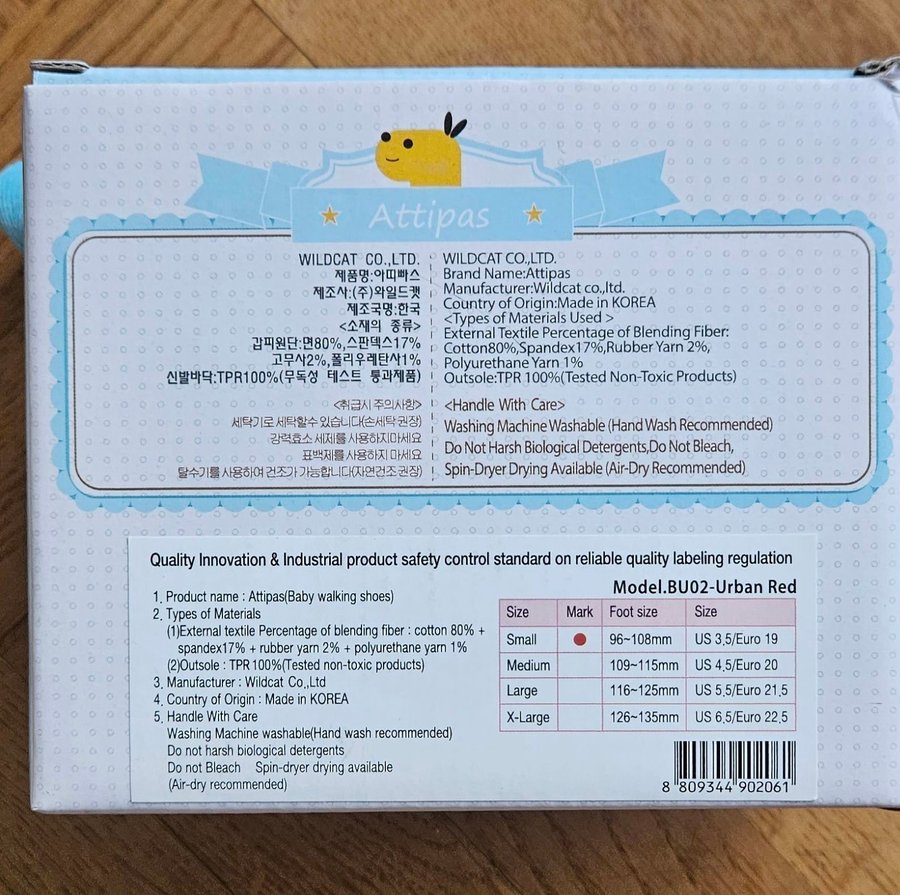 Attipas
WILDCAT CO.,LTD.
제품명:아띠빠스
제조사:(주)와일드캣
제조국명:한국
<소재의 종류>
갑피원단:면80%,스판덱스17%
고무사2%,폴리우레탄사1%
신발바닥:TPR100%(무독성 테스트 통과제품)
<취급시 주의사항>
세탁기로 세탁할수 있습니다(손세탁 권장)
강력효소 세제를 사용하지마세요
표백제를 사용하지 마세요
탈수기를 사용하여 건조가 가능합니다(자연건조 권장)
WILDCAT CO.,LTD.
Brand Name:Attipas
Manufacturer:Wildcat co.,ltd.
Country of Origin:Made in KOREA
<Types of Materials Used >
External Textile Percentage of Blending Fiber:
Cotton80%,Spandex17%,Rubber Yarn 2%,
Polyurethane Yarn 1%
Outsole:TPR 100%(Tested Non-Toxic Products)
<Handle With Care>
Washing Machine Washable (Hand Wash Recommended)
Do Not Harsh Biological Detergents,Do Not Bleach,
Spin-Dryer Drying Available (Air-Dry Recommended)
Quality Innovation & Industrial product safety control standard on reliable quality labeling regulation
1. Product name : Attipas(Baby walking shoes)
2. Types of Materials
(1)External textile Percentage of blending fiber : cotton 80% +
spandex17% + rubber yarn 2% + polyurethane yarn 1%
(2)Outsole : TPR 100%(Tested non-toxic products)
3. Manufacturer : Wildcat Co.,Ltd
4. Country of Origin : Made in KOREA
5. Handle With Care
Washing Machine washable(Hand wash recommended)
Do not harsh biological detergents
Do not Bleach Spin-dryer drying available
(Air-dry recommended)
Model.BU02-Urban Red
Size Mark Foot size Size
Small 96~108mm US 3.5/Euro 19
Medium 109~115mm US 4.5/Euro 20
Large 116~125mm US 5.5/Euro 21.5
X-Large 126~135mm US 6.5/Euro 22.5
8 809344 902061